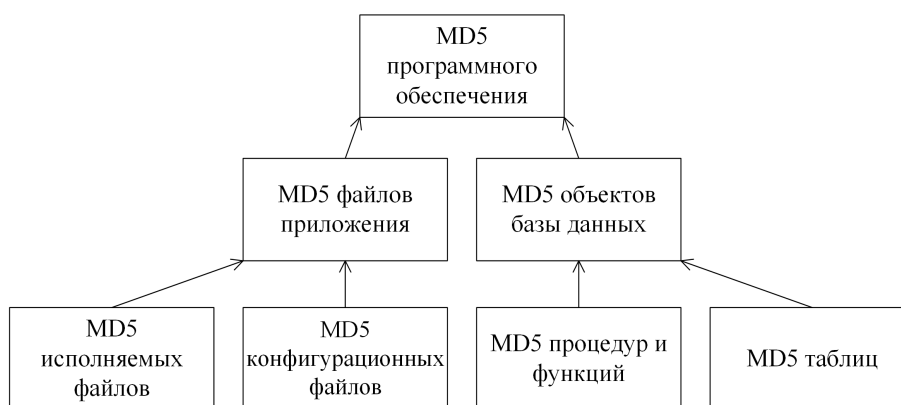 MD5
программного
обеспечения
MD5 файлов
приложения
MD5 объектов
базы данных
MD5
исполняемых
файлов
MD5
конфигурационных
файлов
MD5 процедур и
функций
MD5 таблиц